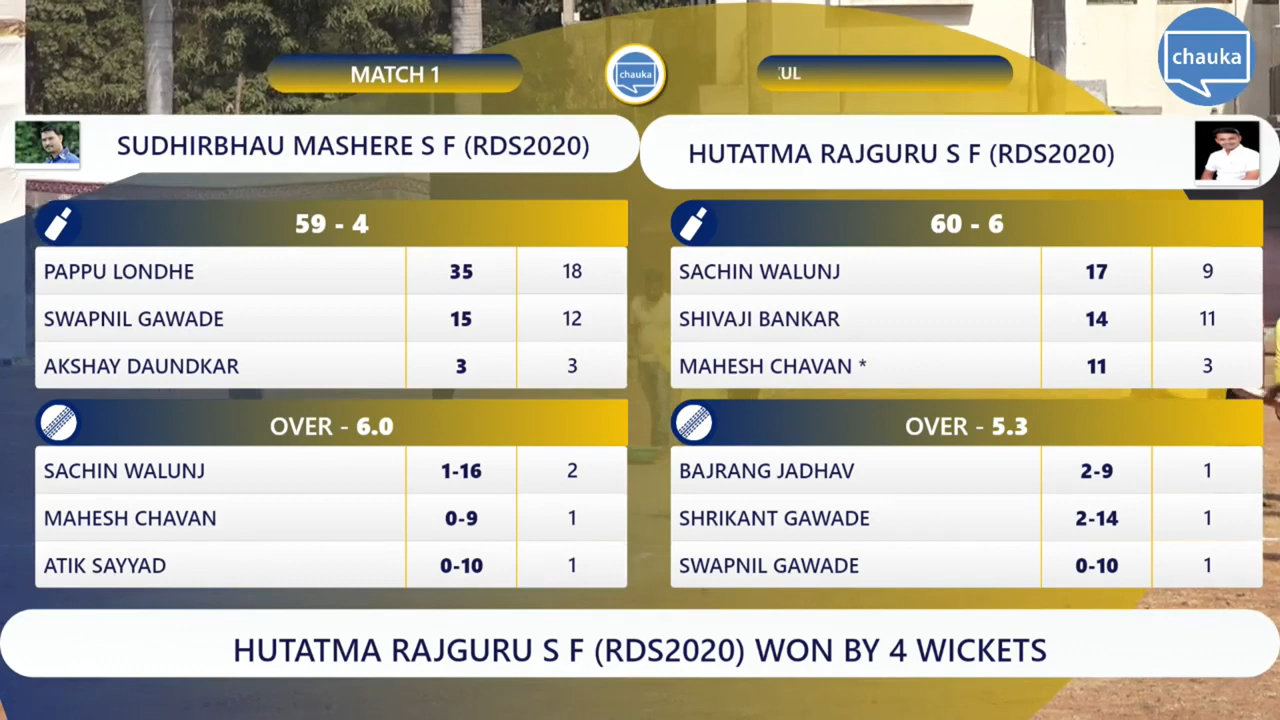 MATCH 1
chauka
UL
chauka
SUDHIRBHAU MASHERE S F (RDS2020)
HUTATMA RAJGURU S F (RDS2020)
59 - 4
PAPPU LONDHE 35 18
SWAPNIL GAWADE 15 12
AKSHAY DAUNDKAR 3 3
OVER - 6.0
SACHIN WALUNJ 1-16 2
MAHESH CHAVAN 0-9 1
ATIK SAYYAD 0-10 1
60 - 6
SACHIN WALUNJ 17 9
SHIVAJI BANKAR 14 11
MAHESH CHAVAN * 11 3
OVER - 5.3
BAJRANG JADHAV 2-9 1
SHRIKANT GAWADE 2-14 1
SWAPNIL GAWADE 0-10 1
HUTATMA RAJGURU S F (RDS2020) WON BY 4 WICKETS